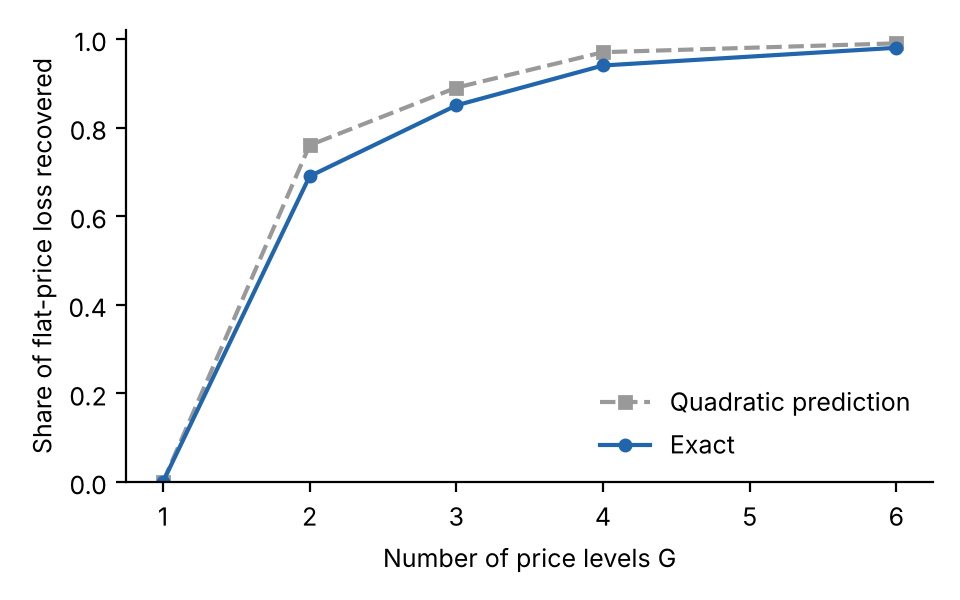 Share of flat-price loss recovered
1.0
0.8
0.6
0.4
0.2
0.0
Quadratic prediction
Exact
1 2 3 4 5 6
Number of price levels G